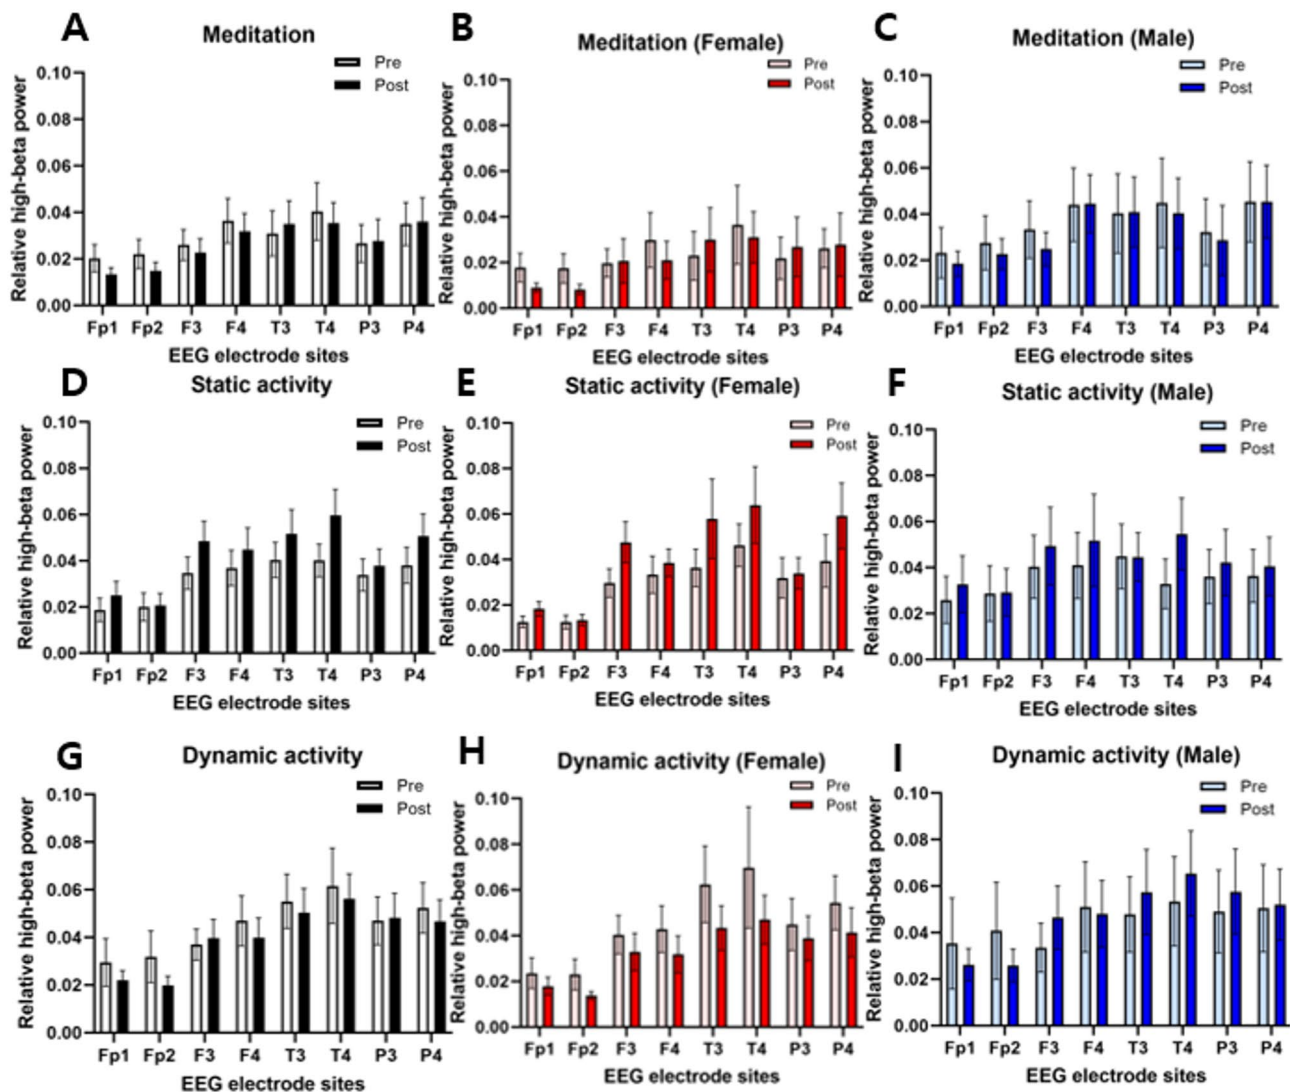 A
Meditation
Pre
Post
Relative high-beta power
0.10
0.08
0.06
0.04
0.02
0.00
Fp1 Fp2 F3 F4 T3 T4 P3 P4
EEG electrode sites
B
Meditation (Female)
Pre
Post
Relative high-beta power
0.10
0.08
0.06
0.04
0.02
0.00
Fp1 Fp2 F3 F4 T3 T4 P3 P4
EEG electrode sites
C
Meditation (Male)
Pre
Post
Relative high-beta power
0.10
0.08
0.06
0.04
0.02
0.00
Fp1 Fp2 F3 F4 T3 T4 P3 P4
EEG electrode sites
D
Static activity
Pre
Post
Relative high-beta power
0.10
0.08
0.06
0.04
0.02
0.00
Fp1 Fp2 F3 F4 T3 T4 P3 P4
EEG electrode sites
E
Static activity (Female)
Pre
Post
Relative high-beta power
0.10
0.08
0.06
0.04
0.02
0.00
Fp1 Fp2 F3 F4 T3 T4 P3 P4
EEG electrode sites
F
Static activity (Male)
Pre
Post
Relative high-beta power
0.10
0.08
0.06
0.04
0.02
0.00
Fp1 Fp2 F3 F4 T3 T4 P3 P4
EEG electrode sites
G
Dynamic activity
Pre
Post
Relative high-beta power
0.10
0.08
0.06
0.04
0.02
0.00
Fp1 Fp2 F3 F4 T3 T4 P3 P4
EEG electrode sites
H
Dynamic activity (Female)
Pre
Post
Relative high-beta power
0.10
0.08
0.06
0.04
0.02
0.00
Fp1 Fp2 F3 F4 T3 T4 P3 P4
EEG electrode sites
I
Dynamic activity (Male)
Pre
Post
Relative high-beta power
0.10
0.08
0.06
0.04
0.02
0.00
Fp1 Fp2 F3 F4 T3 T4 P3 P4
EEG electrode sites